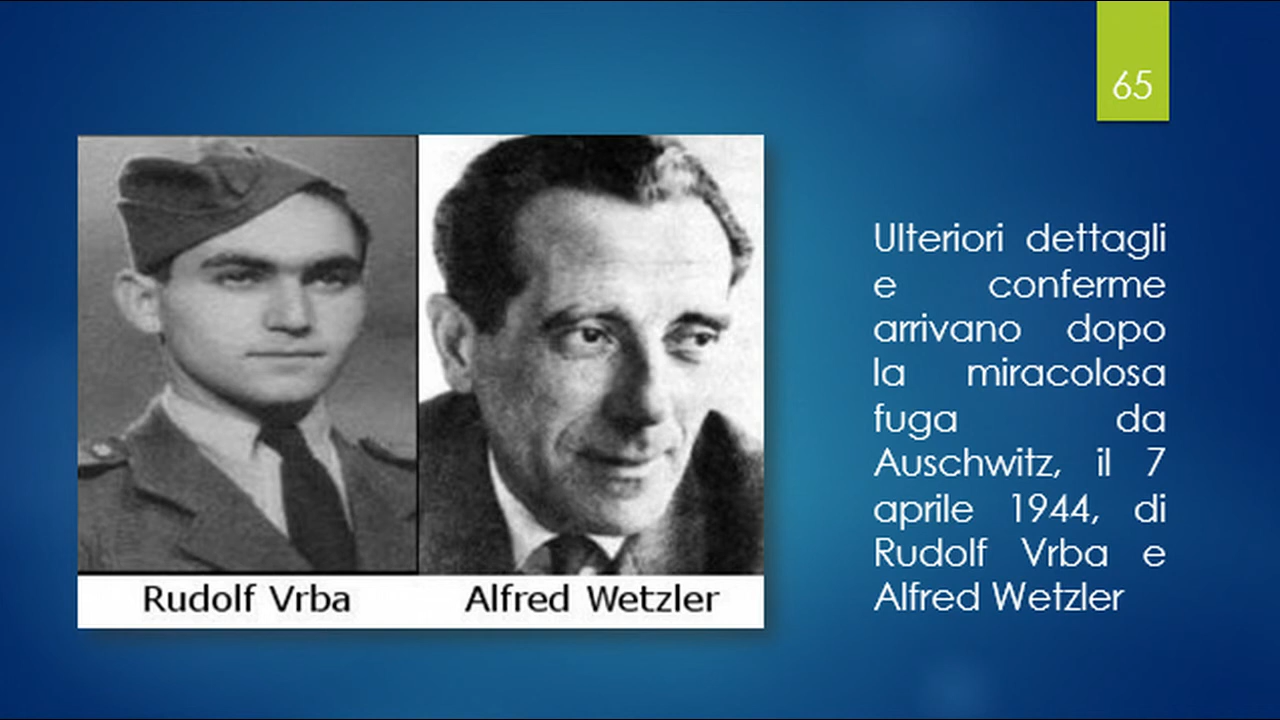 65
Ulteriori dettagli
e conferme
arrivano dopo
la miracolosa
fuga da
Auschwitz, il 7
aprile 1944, di
Rudolf Vrba e
Alfred Wetzler
Rudolf Vrba
Alfred Wetzler